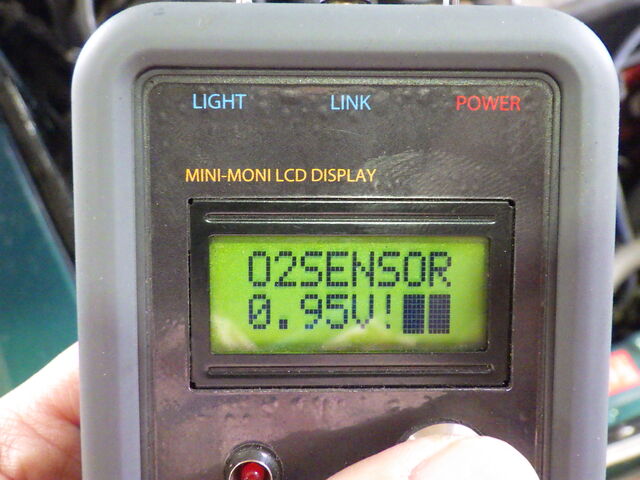 LIGHT LINK POWER
MINI-MONI LCD DISPLAY
O2SENSOR
0.95V!